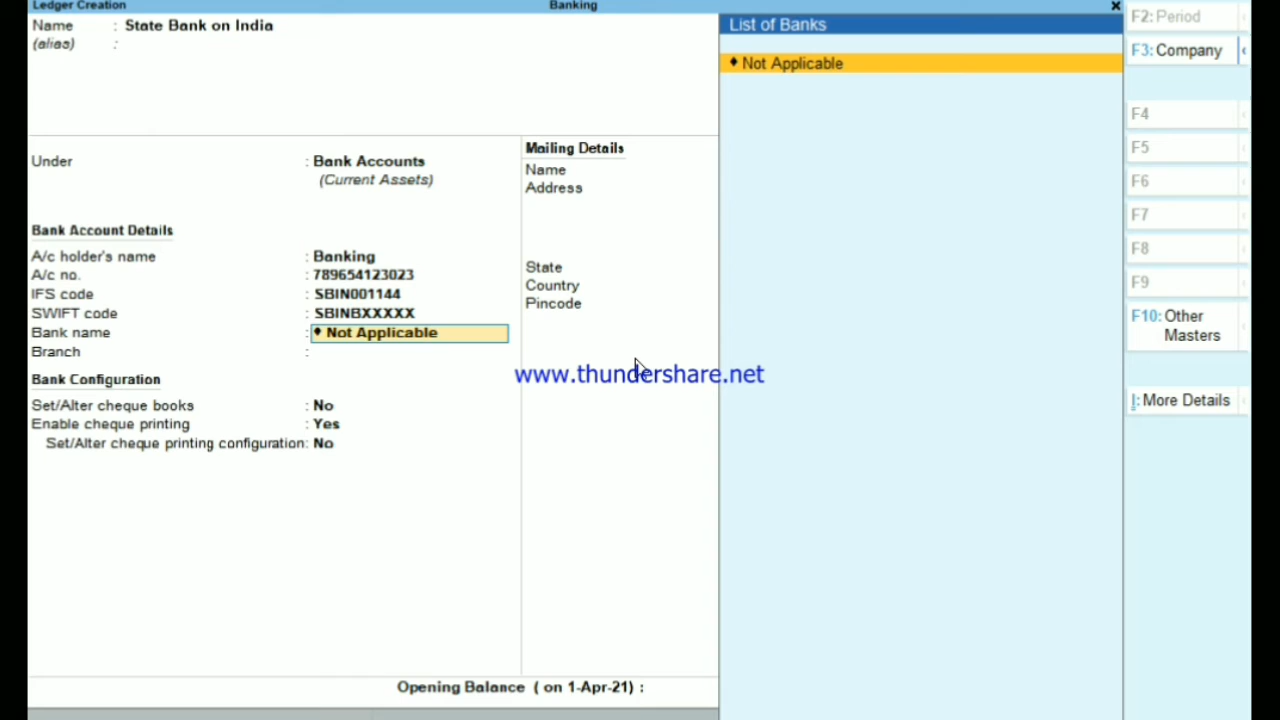 Ledger Creation
Banking
Name : State Bank on India
(alias) :
Under : Bank Accounts
(Current Assets)
Bank Account Details
A/c holder's name : Banking
A/c no. : 789654123023
IFS code : SBIN001144
SWIFT code : SBINBXXXXX
Bank name : ♦ Not Applicable
Branch :
Bank Configuration
Set/Alter cheque books : No
Enable cheque printing : Yes
Set/Alter cheque printing configuration: No
Mailing Details
Name
Address
State
Country
Pincode
www.thundershare.net
Opening Balance ( on 1-Apr-21) :
List of Banks
♦ Not Applicable
F2: Period
F3: Company
F4
F5
F6
F7
F8
F9
F10: Other
Masters
I: More Details